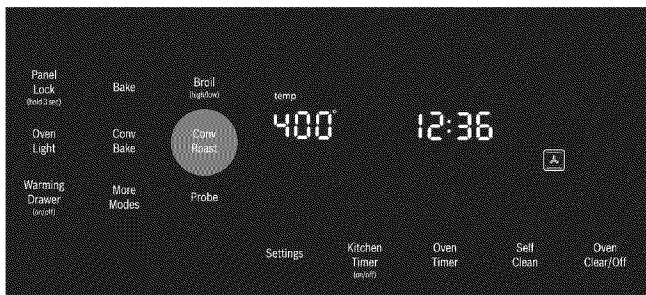 Panel
Lock
(hold 3 sec)
Bake
Broil
(high/low)
temp
400°
12:36
Oven
Light
Conv
Bake
Conv
Roast
Warming
Drawer
(on/off)
More
Modes
Probe
Settings
Kitchen
Timer
(on/off)
Oven
Timer
Self
Clean
Oven
Clear/Off